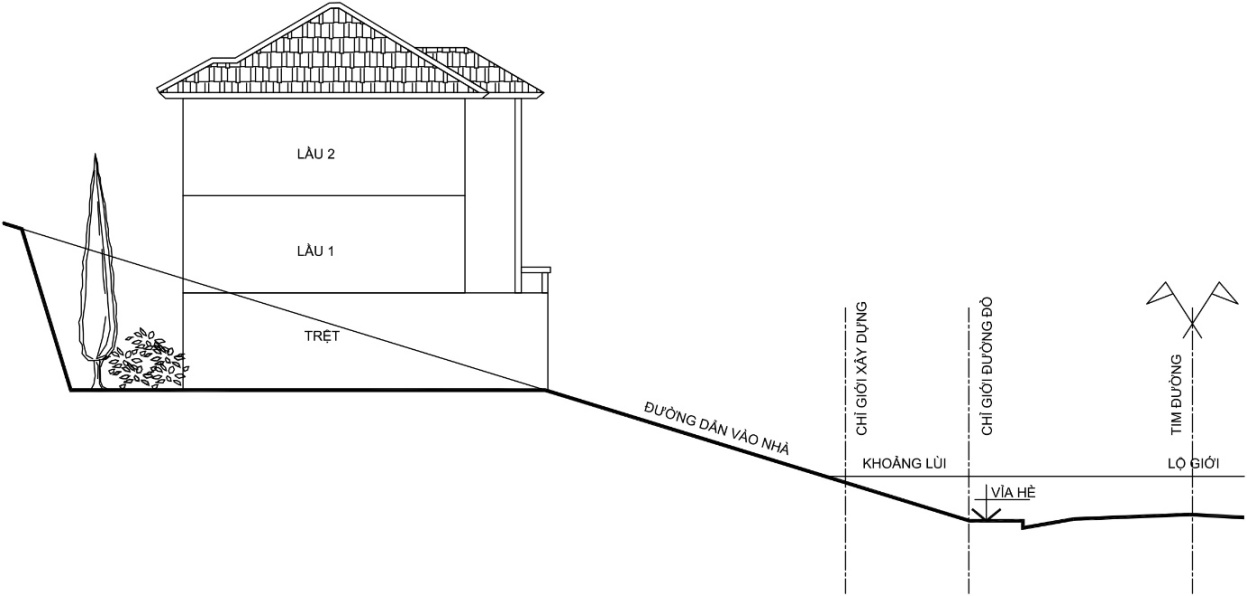 LẦU 2
LẦU 1
TRỆT
ĐƯỜNG DẪN VÀO NHÀ
CHỈ GIỚI XÂY DỰNG
CHỈ GIỚI ĐƯỜNG ĐỎ
TIM ĐƯỜNG
KHOẢNG LÙI
LỘ GIỚI
VỈA HÈ